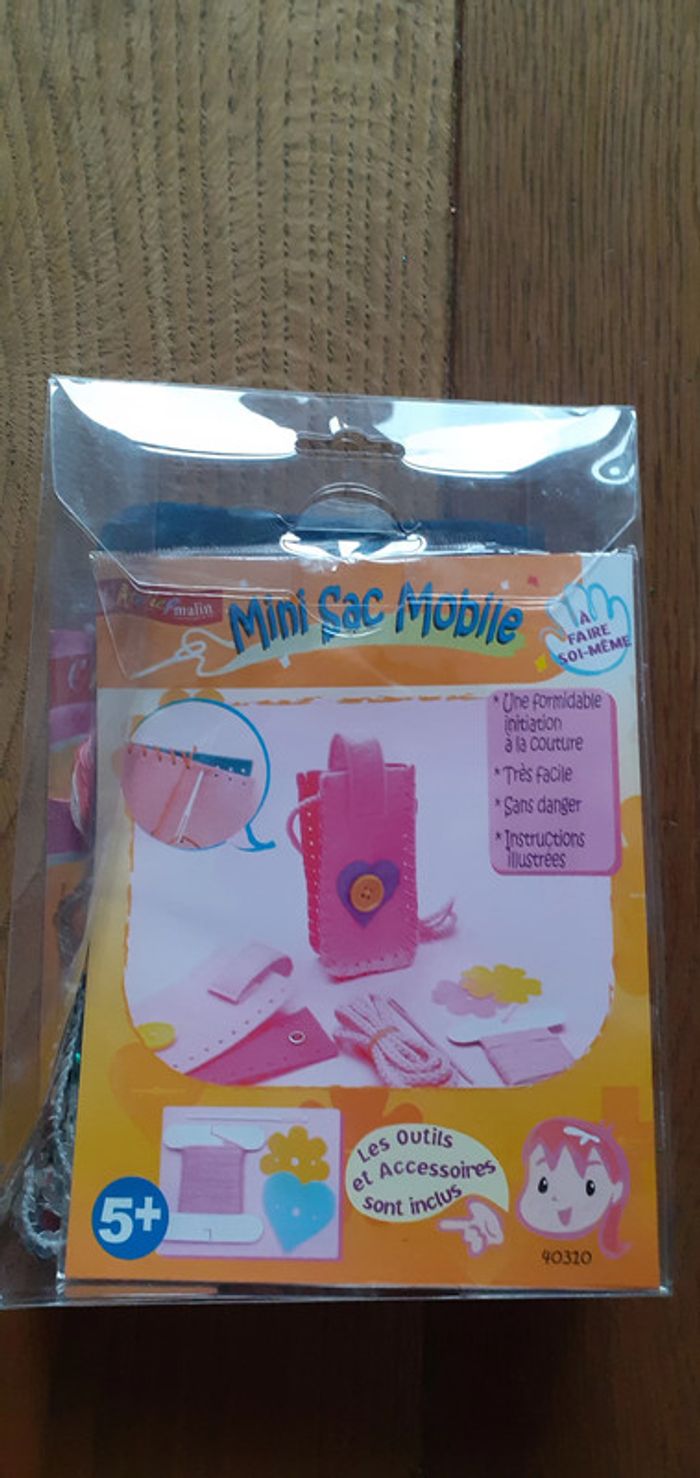 malin
Mini Sac Mobile
À
FAIRE
SOI-MÊME
* Une formidable
initiation
à la couture
* Très facile
* Sans danger
* Instructions
illustrées
Les Outils
et Accessoires
sont inclus
5+
40320